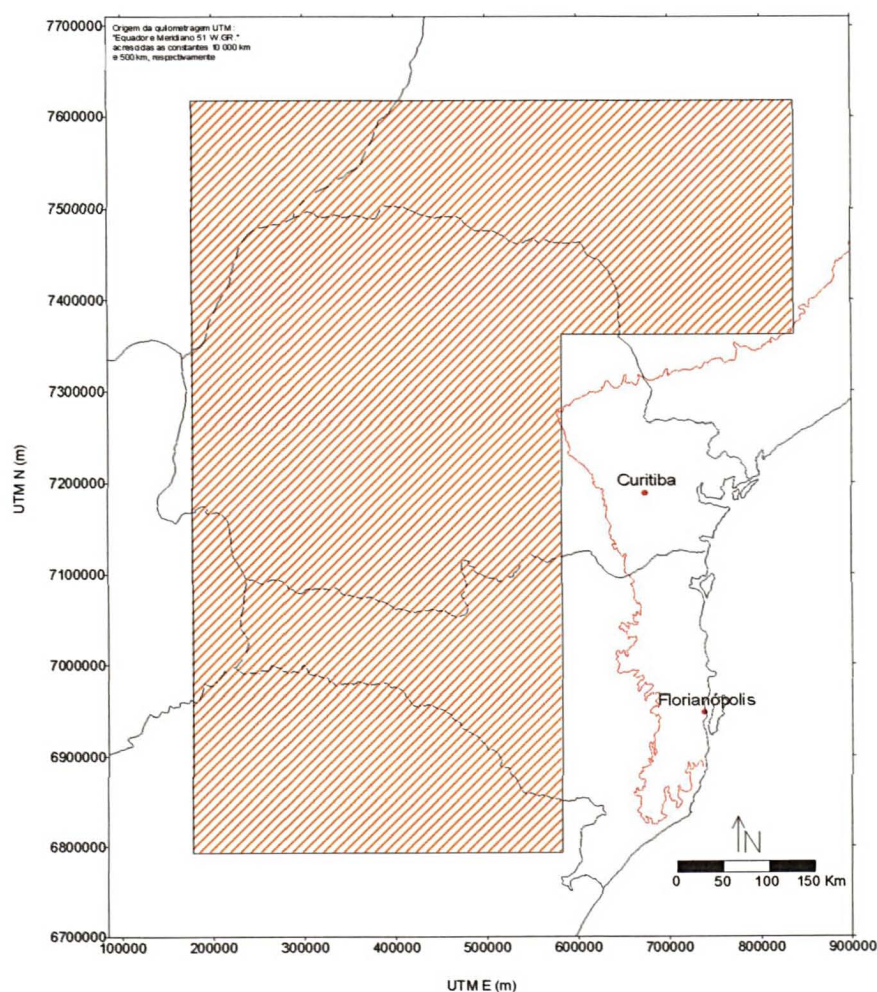 Origem da quilometragem UTM :
"Equador e Meridiano 51 W.GR."
acrescidas as constantes 10 000 km
e 500 km, respectivamente
7700000
7600000
7500000
7400000
7300000
7200000
7100000
7000000
6900000
6800000
6700000
UTM N (m)
Curitiba
Florianópolis
N
0 50 100 150 Km
100000 200000 300000 400000 500000 600000 700000 800000 900000
UTM E (m)